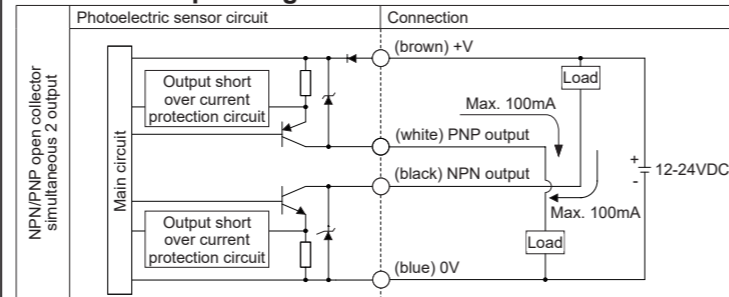 Photoelectric sensor circuit
Connection
NPN/PNP open collector
simultaneous 2 output
Main circuit
Output short
over current
protection circuit
(brown) +V
Load
Max. 100mA
(white) PNP output
(black) NPN output
+
-
12-24VDC
Max. 100mA
Output short
over current
protection circuit
Load
(blue) 0V